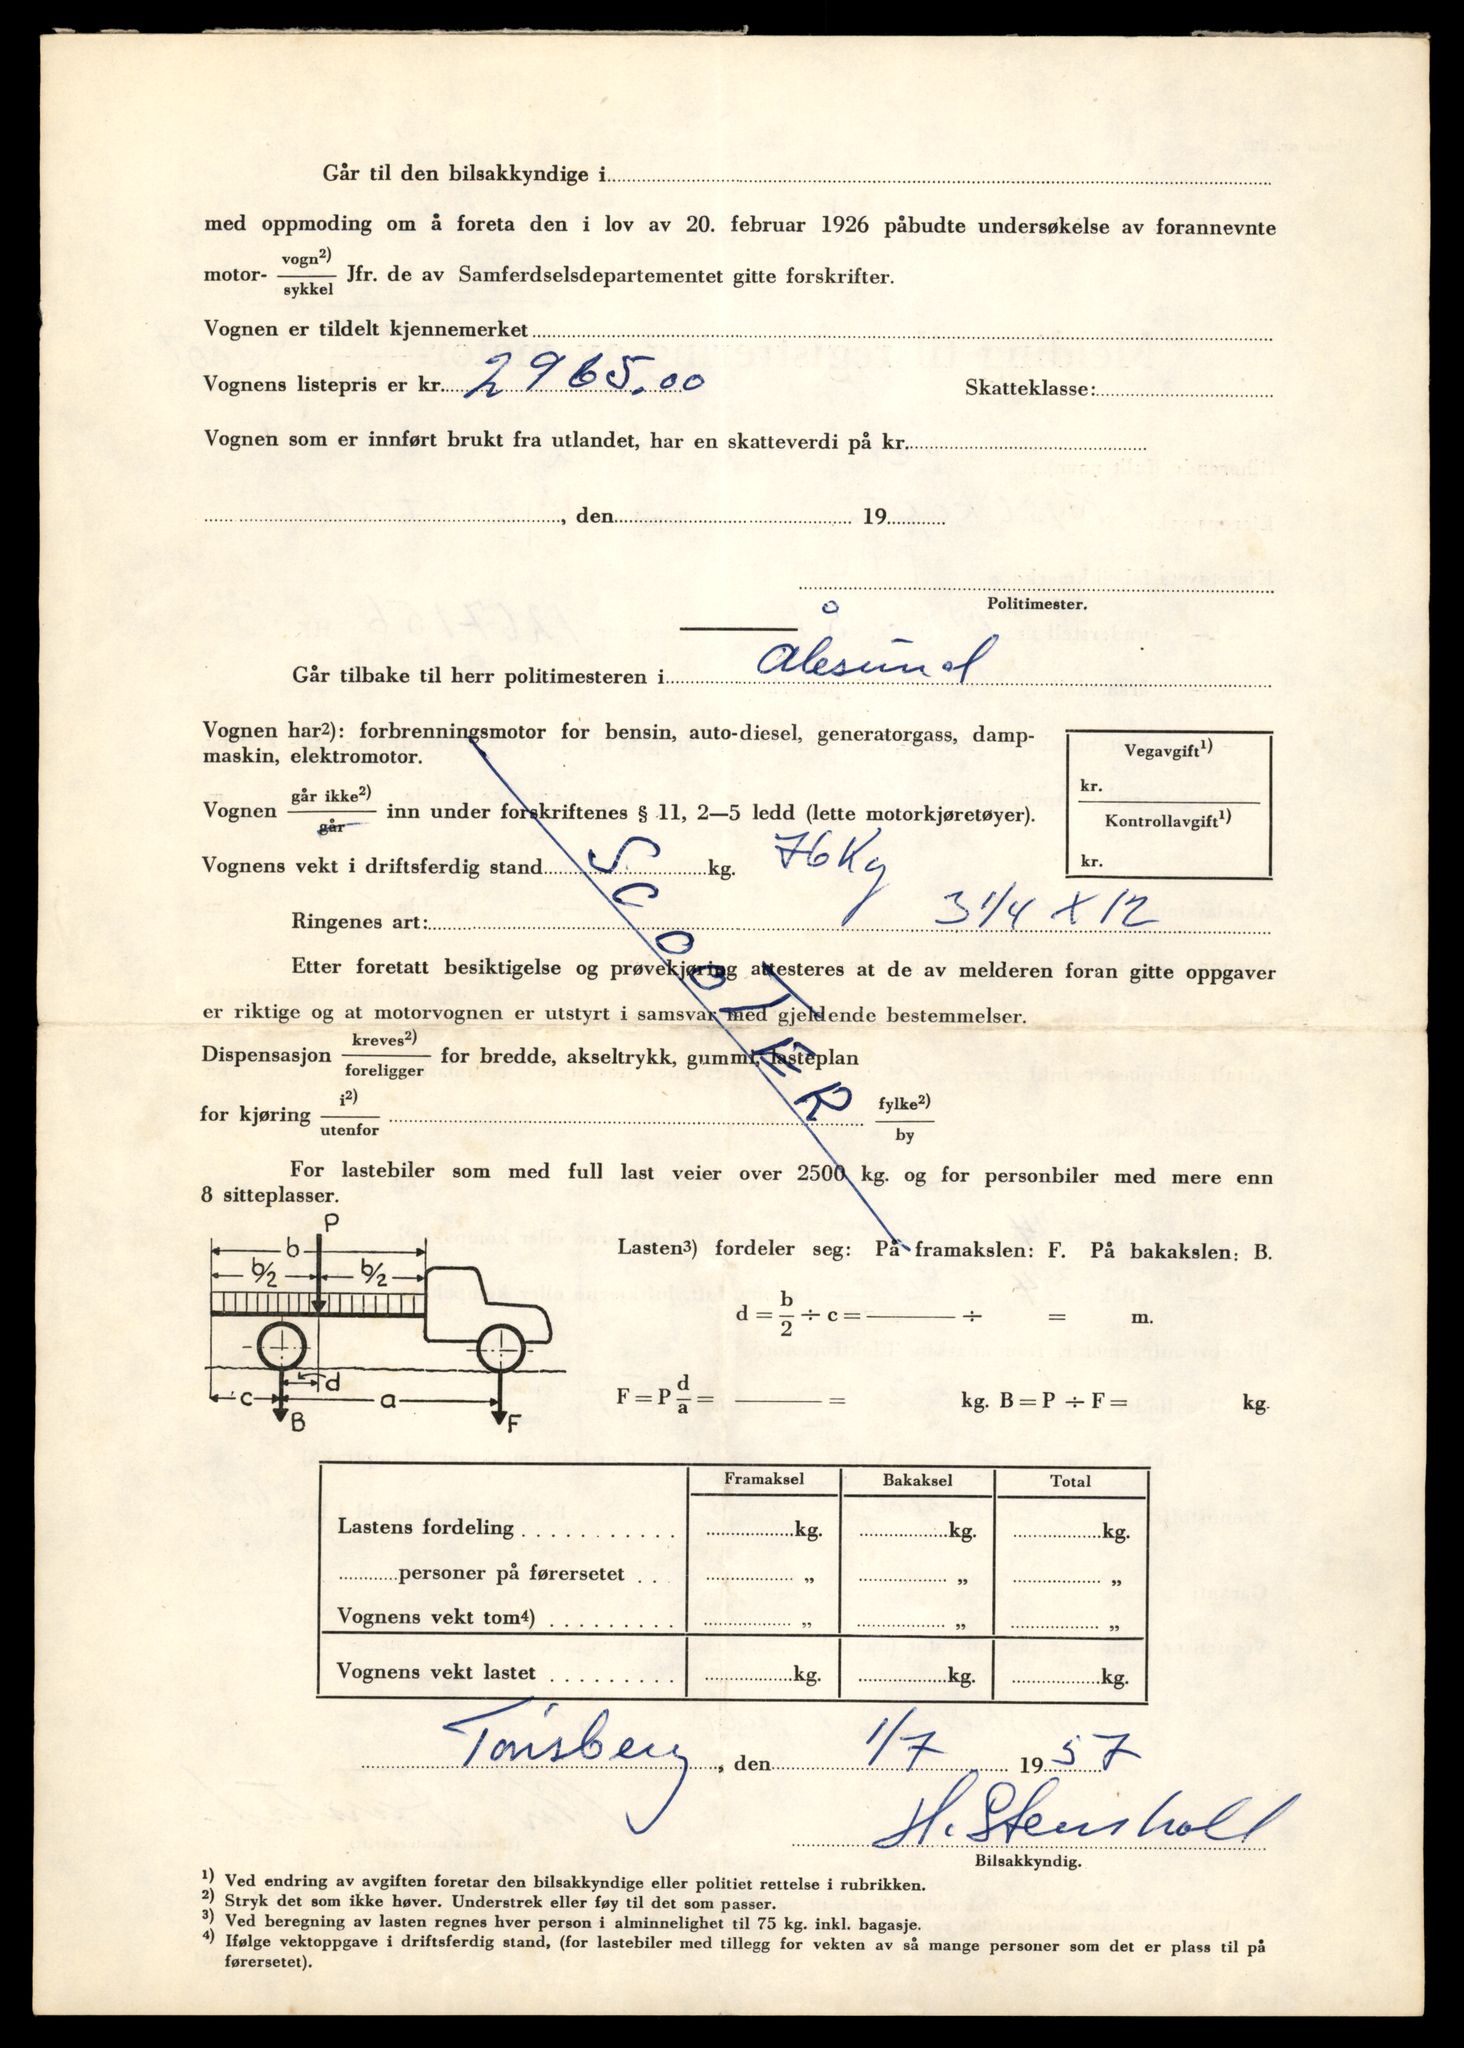 Går til den bilsakkyndige i
med oppmoding om å foreta den i lov av 20. februar 1926 påbudte undersøkelse av forannevnte
motor- vogn2)/sykkel Jfr. de av Samferdselsdepartementet gitte forskrifter.
Vognen er tildelt kjennemerket
Vognens listepris er kr. 2965.00 Skatteklasse:
Vognen som er innført brukt fra utlandet, har en skatteverdi på kr.
, den 19
Politimester.
Går tilbake til herr politimesteren i Ålesund
Vognen har2): forbrenningsmotor for bensin, auto-diesel, generatorgass, damp-
maskin, elektromotor.
Vegavgift1)
kr.
Kontrollavgift1)
kr.
Vognen går ikke2)/går inn under forskriftenes § 11, 2—5 ledd (lette motorkjøretøyer).
Vognens vekt i driftsferdig stand kg. 76 Kg
SCOOTER
Ringenes art: 3 1/4 x 12
Etter foretatt besiktigelse og prøvekjøring attesteres at de av melderen foran gitte oppgaver
er riktige og at motorvognen er utstyrt i samsvar med gjeldende bestemmelser.
Dispensasjon kreves2)/foreligger for bredde, akseltrykk, gummi, lasteplan
for kjøring i2)/utenfor fylke2)/by
For lastebiler som med full last veier over 2500 kg. og for personbiler med mere enn
8 sitteplasser.
P
b
b/2 b/2
d
c a
B F
Lasten3) fordeler seg: På framakslen: F. På bakakslen: B.
d = b/2 ÷ c = ——— ÷ = m.
F = P d/a = ——— = kg. B = P ÷ F = kg.
Framaksel Bakaksel Total
Lastens fordeling kg. kg. kg.
personer på førersetet „ „ „
Vognens vekt tom4) „ „ „
Vognens vekt lastet kg. kg. kg.
Tønsberg, den 1/7 1957
H. Stensholt
Bilsakkyndig.
1) Ved endring av avgiften foretar den bilsakkyndige eller politiet rettelse i rubrikken.
2) Stryk det som ikke høver. Understrek eller føy til det som passer.
3) Ved beregning av lasten regnes hver person i alminnelighet til 75 kg. inkl. bagasje.
4) Ifølge vektoppgave i driftsferdig stand, (for lastebiler med tillegg for vekten av så mange personer som det er plass til på
førersetet).